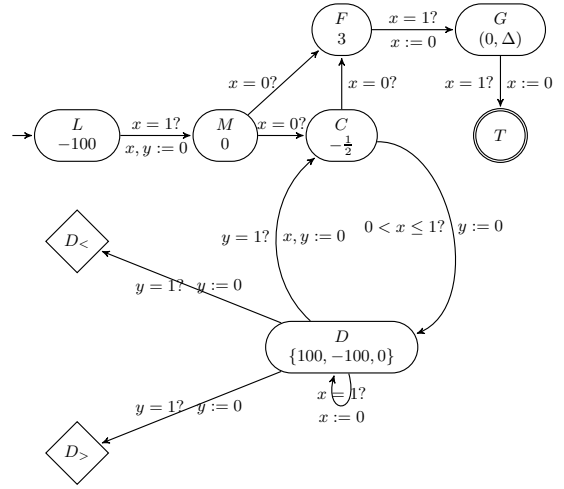 F
3
x = 1?
x := 0
G
(0, Δ)
x = 0?
x = 0?
x = 1?
x := 0
L
−100
x = 1?
x, y := 0
M
0
x = 0?
C
−1/2
T
D<
y = 1?
x, y := 0
0 < x ≤ 1?
y := 0
y = 1?
y := 0
D
{100, −100, 0}
x = 1?
x := 0
y = 1?
y := 0
D>